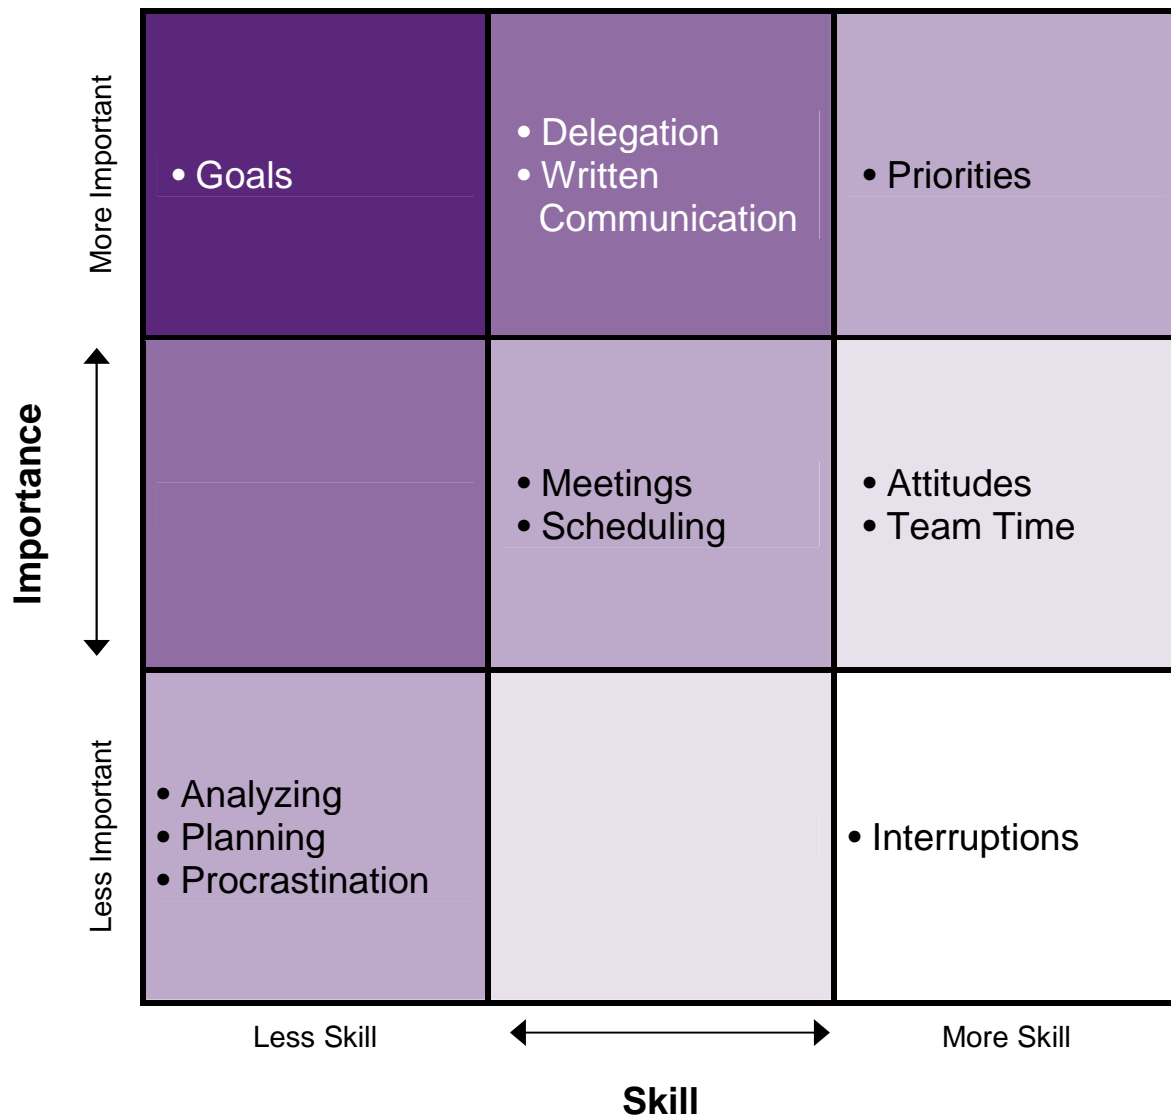 More Important
• Goals
• Delegation
• Written
Communication
• Priorities
Importance
• Meetings
• Scheduling
• Attitudes
• Team Time
Less Important
• Analyzing
• Planning
• Procrastination
• Interruptions
Less Skill
More Skill
Skill